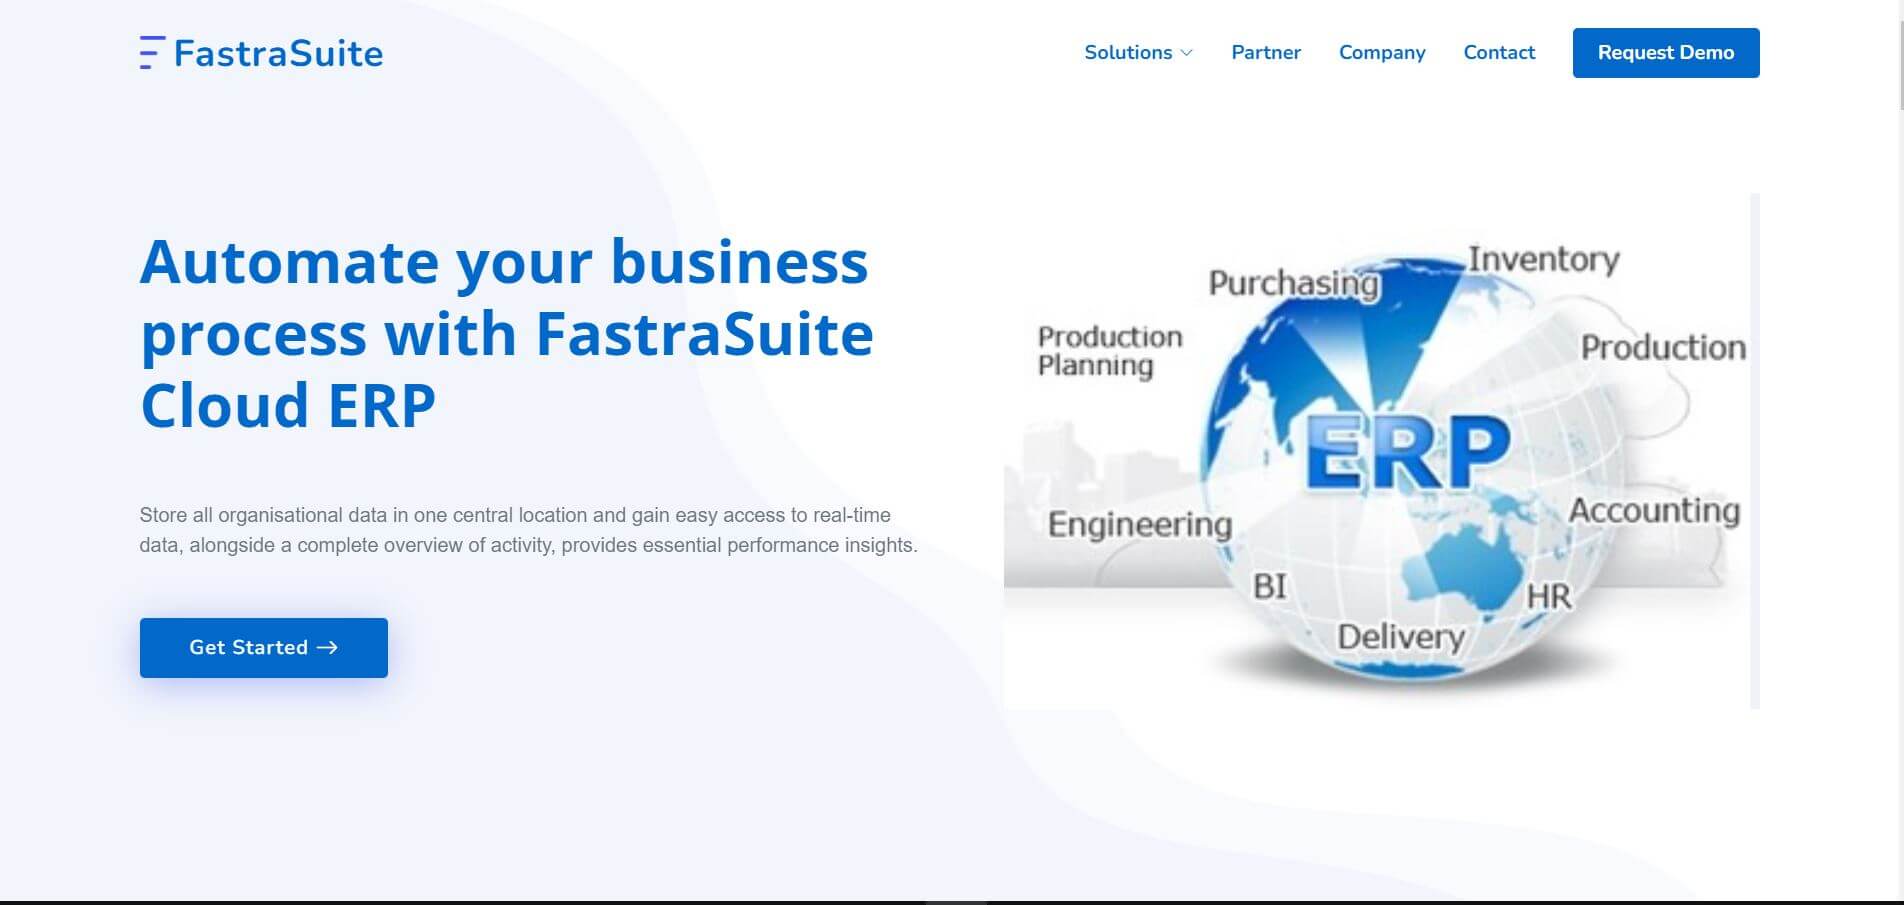 FastraSuite
Solutions
Partner
Company
Contact
Request Demo
Automate your business
process with FastraSuite
Cloud ERP
Store all organisational data in one central location and gain easy access to real-time
data, alongside a complete overview of activity, provides essential performance insights.
Get Started →
Inventory
Purchasing
Production
Planning
Production
ERP
Engineering
Accounting
BI
HR
Delivery